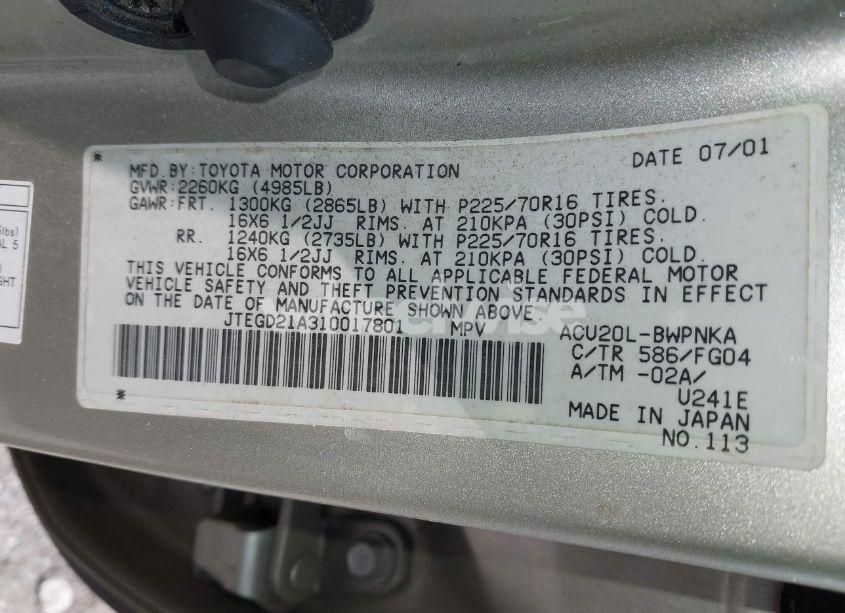 DATE 07/01
MFD. BY: TOYOTA MOTOR CORPORATION
GVWR: 2260KG (4985LB)
GAWR: FRT. 1300KG (2865LB) WITH P225/70R16 TIRES.
16X6 1/2JJ RIMS. AT 210KPA (30PSI) COLD.
RR. 1240KG (2735LB) WITH P225/70R16 TIRES.
16X6 1/2JJ RIMS. AT 210KPA (30PSI) COLD.
THIS VEHICLE CONFORMS TO ALL APPLICABLE FEDERAL MOTOR
VEHICLE SAFETY AND THEFT PREVENTION STANDARDS IN EFFECT
ON THE DATE OF MANUFACTURE SHOWN ABOVE.
JTEGD21A310017801 MPV
ACU20L-BWPNKA
C/TR 586/FG04
A/TM -02A/
U241E
MADE IN JAPAN
NO. 113
lbs)
AL 5
GHT